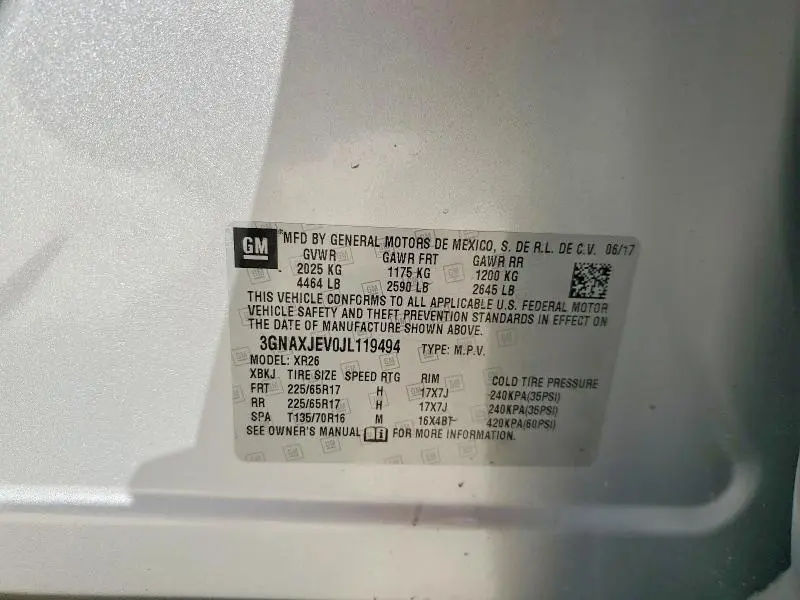 GM
®MFD BY GENERAL MOTORS DE MEXICO, S. DE R.L. DE C.V. 06/17
GVWR GAWR FRT GAWR RR
2025 KG 1175 KG 1200 KG
4464 LB 2590 LB 2645 LB
THIS VEHICLE CONFORMS TO ALL APPLICABLE U.S. FEDERAL MOTOR
VEHICLE SAFETY AND THEFT PREVENTION STANDARDS IN EFFECT ON
THE DATE OF MANUFACTURE SHOWN ABOVE.
3GNAXJEV0JL119494 TYPE: M.P.V.
MODEL: XR26
XBKJ TIRE SIZE SPEED RTG RIM COLD TIRE PRESSURE
FRT 225/65R17 H 17X7J 240KPA(35PSI)
RR 225/65R17 H 17X7J 240KPA(35PSI)
SPA T135/70R16 M 16X4BT 420KPA(60PSI)
SEE OWNER'S MANUAL FOR MORE INFORMATION.